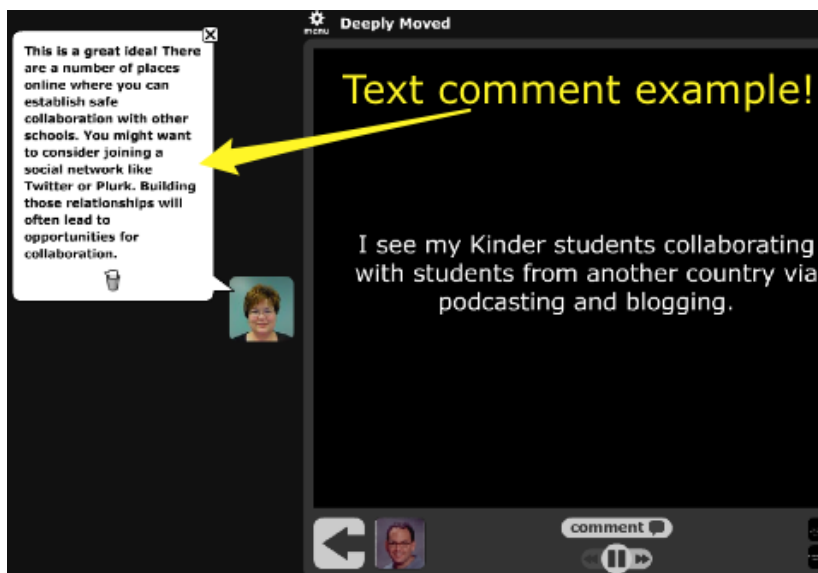 menu Deeply Moved
This is a great idea! There
are a number of places
online where you can
establish safe
collaboration with other
schools. You might want
to consider joining a
social network like
Twitter or Plurk. Building
those relationships will
often lead to
opportunities for
collaboration.
Text comment example!
I see my Kinder students collaborating
with students from another country via
podcasting and blogging.
comment